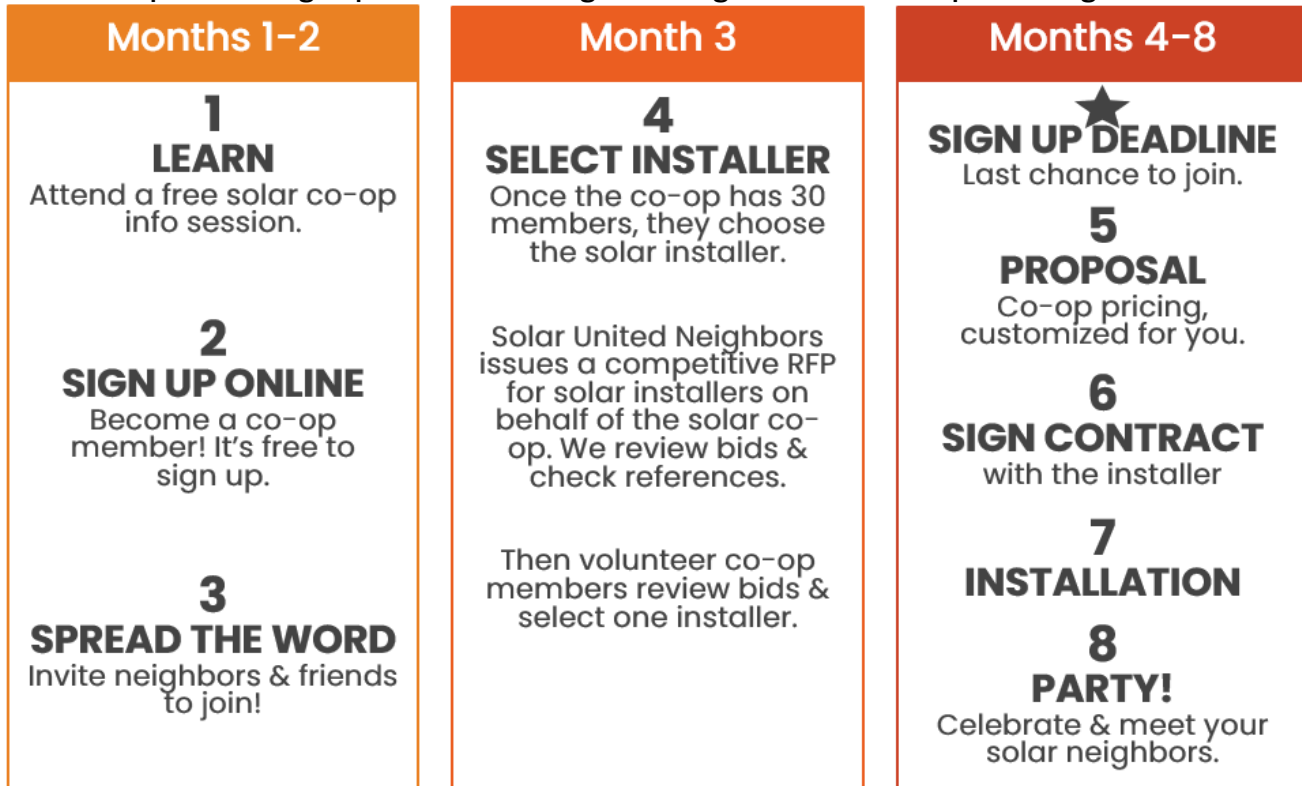 Months 1-2
1
LEARN
Attend a free solar co-op
info session.
2
SIGN UP ONLINE
Become a co-op
member! It's free to
sign up.
3
SPREAD THE WORD
Invite neighbors & friends
to join!
Month 3
4
SELECT INSTALLER
Once the co-op has 30
members, they choose
the solar installer.
Solar United Neighbors
issues a competitive RFP
for solar installers on
behalf of the solar co-
op. We review bids &
check references.
Then volunteer co-op
members review bids &
select one installer.
Months 4-8
SIGN UP DEADLINE
Last chance to join.
5
PROPOSAL
Co-op pricing,
customized for you.
6
SIGN CONTRACT
with the installer
7
INSTALLATION
8
PARTY!
Celebrate & meet your
solar neighbors.